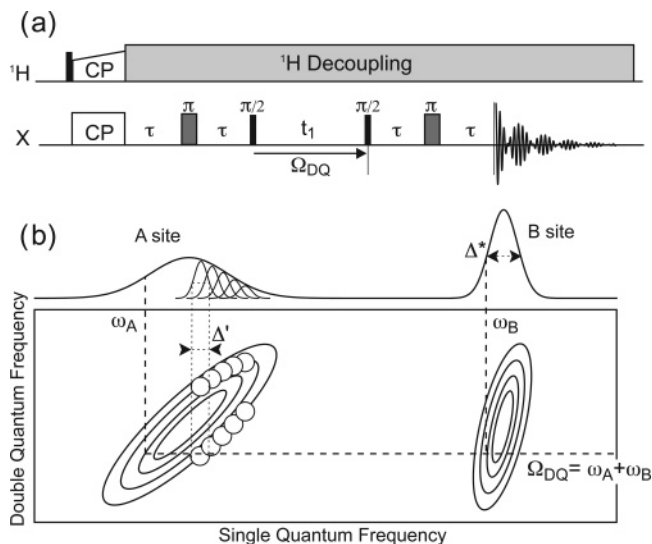 (a)
¹H CP ¹H Decoupling
π π/2 π/2 π
X CP τ τ t₁ τ τ
Ω_DQ
(b)
A site B site
Δ*
ω_A ω_B
Δ'
Double Quantum Frequency
Ω_DQ= ω_A+ω_B
Single Quantum Frequency